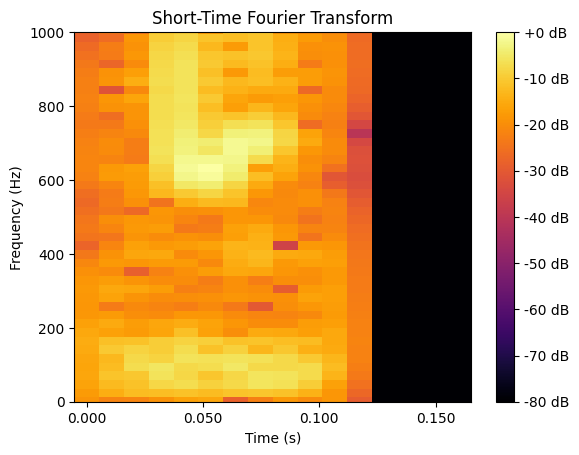 Short-Time Fourier Transform
1000
800
600
400
200
0
Frequency (Hz)
0.000
0.050
0.100
0.150
Time (s)
+0 dB
-10 dB
-20 dB
-30 dB
-40 dB
-50 dB
-60 dB
-70 dB
-80 dB